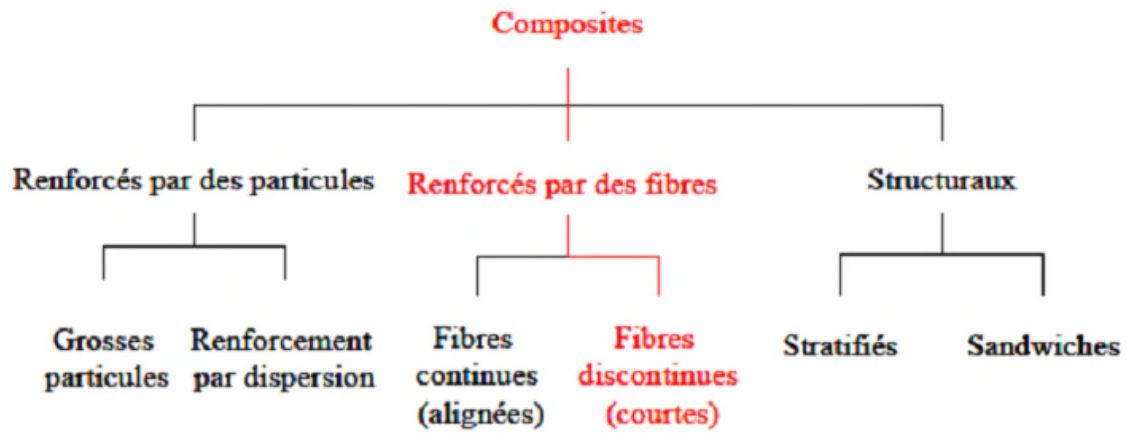 Composites
Renforcés par des particules
Renforcés par des fibres
Structuraux
Grosses
particules
Renforcement
par dispersion
Fibres
continues
(alignées)
Fibres
discontinues
(courtes)
Stratifiés
Sandwiches